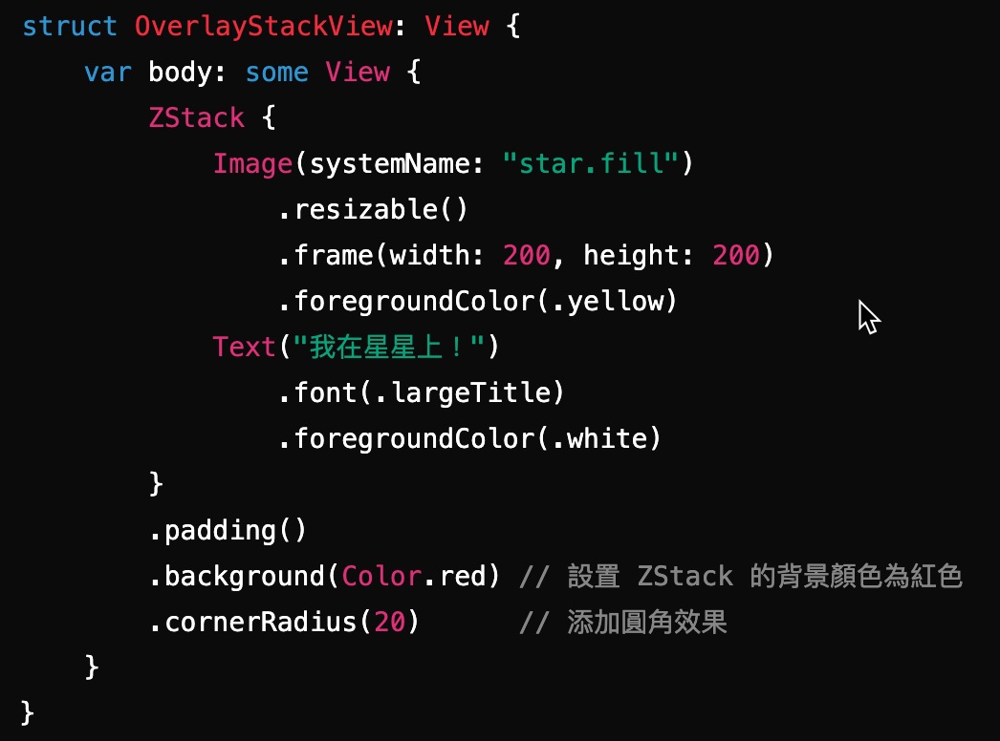 struct OverlayStackView: View {
    var body: some View {
        ZStack {
            Image(systemName: "star.fill")
                .resizable()
                .frame(width: 200, height: 200)
                .foregroundColor(.yellow)
            Text("我在星星上！")
                .font(.largeTitle)
                .foregroundColor(.white)
        }
        .padding()
        .background(Color.red) // 設置 ZStack 的背景顏色為紅色
        .cornerRadius(20)      // 添加圓角效果
    }
}